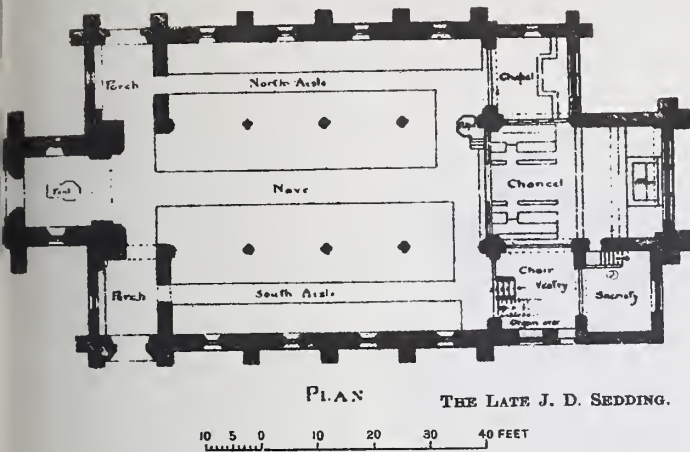 Porch
North Aisle
Chapel
Font
Nave
Chancel
Porch
South Aisle
Choir
Vestry
Organ over
Sacristy
PLAN
THE LATE J. D. SEDDING.
10 5 0 10 20 30 40 FEET